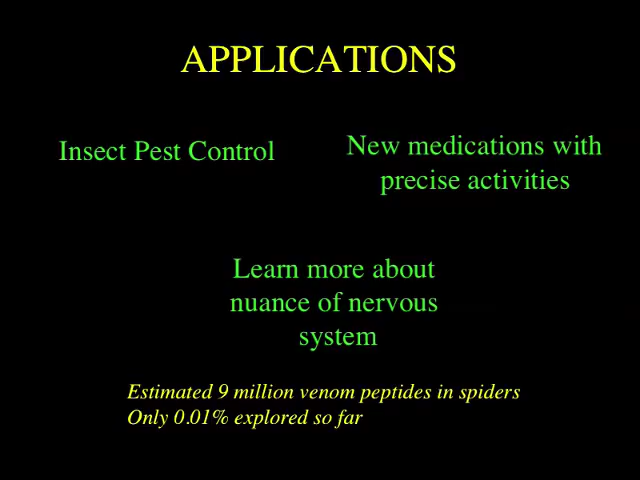 APPLICATIONS
Insect Pest Control
New medications with
precise activities
Learn more about
nuance of nervous
system
Estimated 9 million venom peptides in spiders
Only 0.01% explored so far